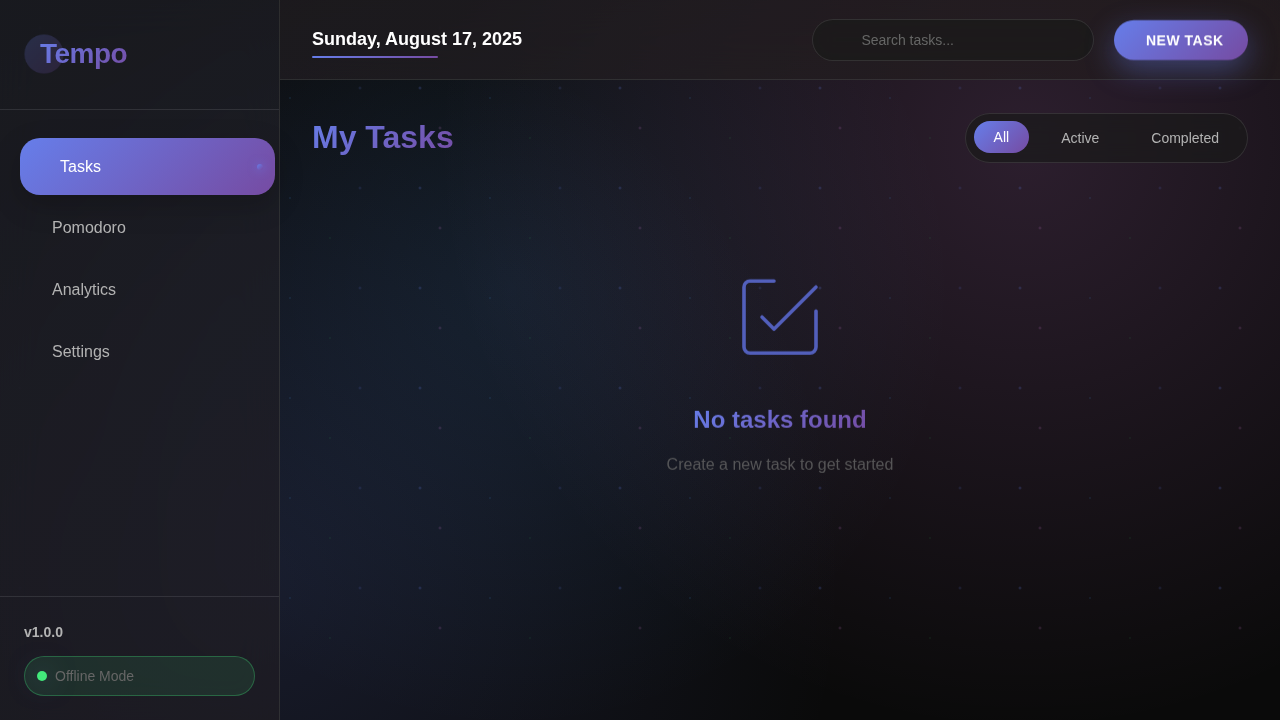 Tempo
Sunday, August 17, 2025
Search tasks...
NEW TASK
Tasks
Pomodoro
Analytics
Settings
My Tasks
All
Active
Completed
No tasks found
Create a new task to get started
v1.0.0
Offline Mode